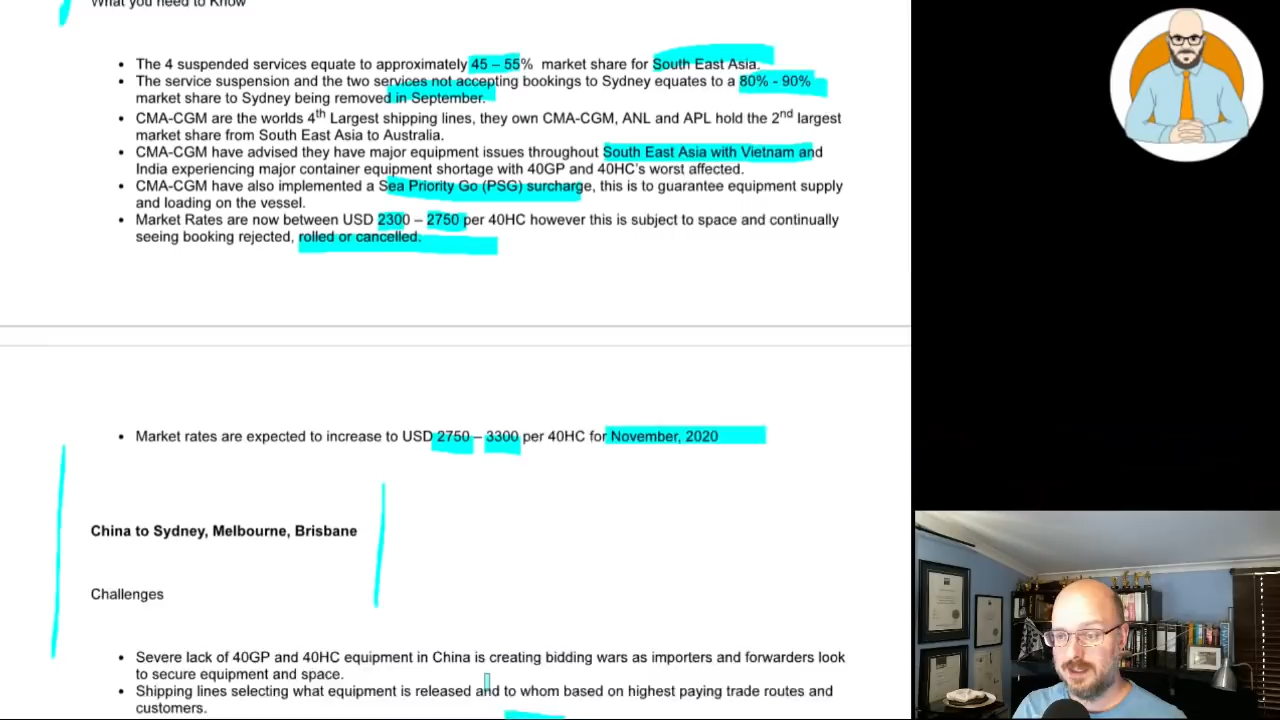 What you need to Know
• The 4 suspended services equate to approximately 45 – 55% market share for South East Asia.
• The service suspension and the two services not accepting bookings to Sydney equates to a 80% - 90%
market share to Sydney being removed in September.
• CMA-CGM are the worlds 4th Largest shipping lines, they own CMA-CGM, ANL and APL hold the 2nd largest
market share from South East Asia to Australia.
• CMA-CGM have advised they have major equipment issues throughout South East Asia with Vietnam and
India experiencing major container equipment shortage with 40GP and 40HC's worst affected.
• CMA-CGM have also implemented a Sea Priority Go (PSG) surcharge, this is to guarantee equipment supply
and loading on the vessel.
• Market Rates are now between USD 2300 – 2750 per 40HC however this is subject to space and continually
seeing booking rejected, rolled or cancelled.
• Market rates are expected to increase to USD 2750 – 3300 per 40HC for November, 2020
China to Sydney, Melbourne, Brisbane
Challenges
• Severe lack of 40GP and 40HC equipment in China is creating bidding wars as importers and forwarders look
to secure equipment and space.
• Shipping lines selecting what equipment is released and to whom based on highest paying trade routes and
customers.